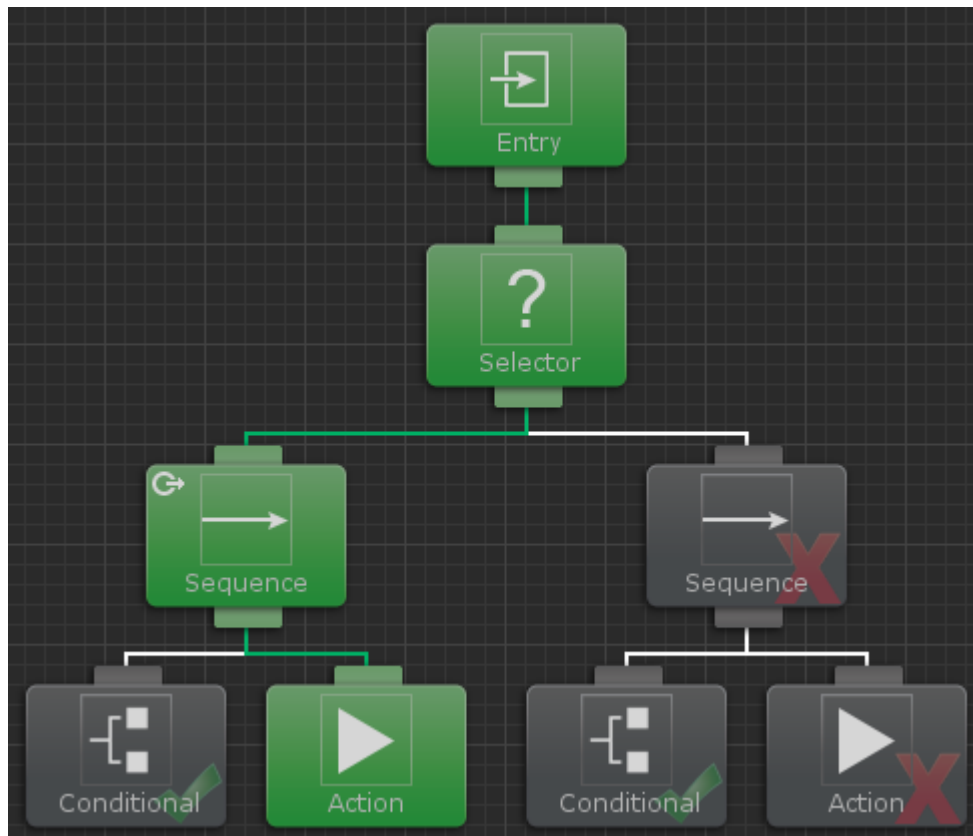 Entry
?
Selector
Sequence
Sequence
Conditional
Action
Conditional
Action